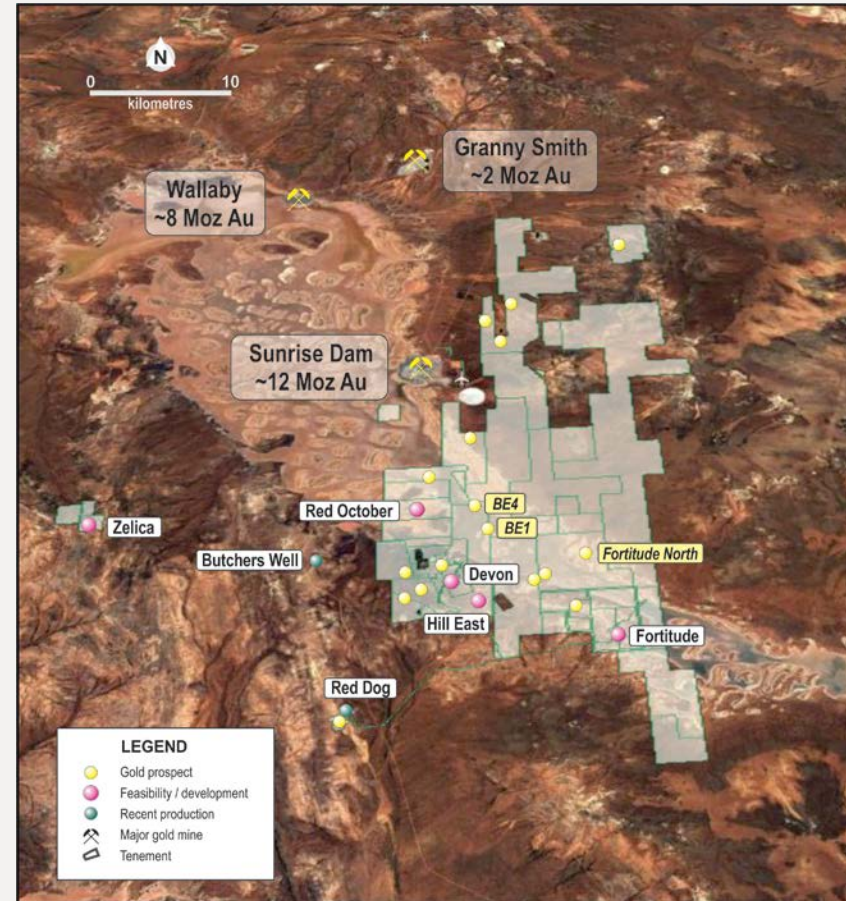 N
0 10
kilometres
Granny Smith
~2 Moz Au
Wallaby
~8 Moz Au
Sunrise Dam
~12 Moz Au
Red October
BE4
BE1
Zelica
Butchers Well
Fortitude North
Devon
Hill East
Fortitude
Red Dog
LEGEND
Gold prospect
Feasibility / development
Recent production
Major gold mine
Tenement